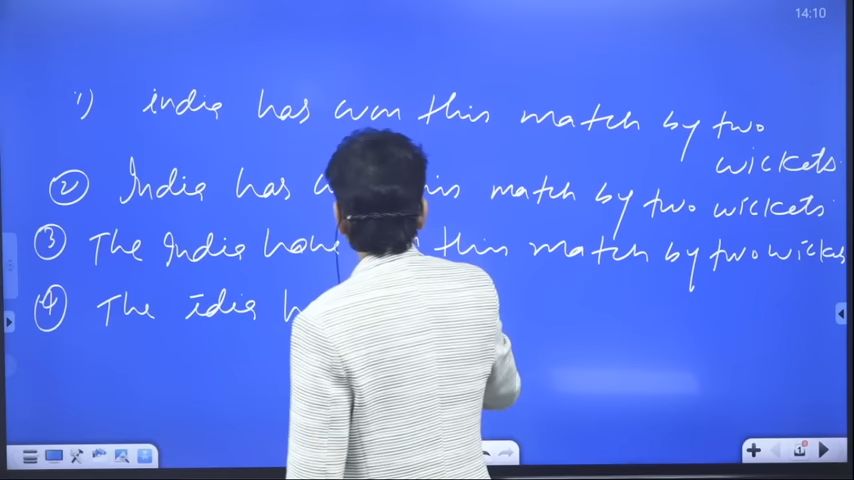 14:10
1) india has won this match by two
wickets.
2) India has this match by two wickets.
3) The India have this match by two wickets
4) The idia